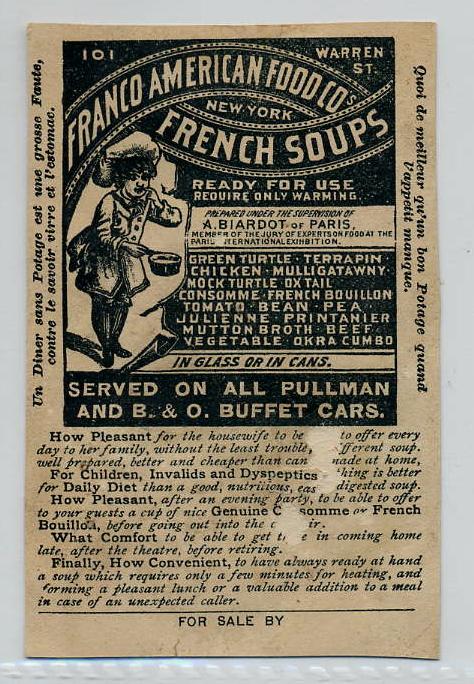 101 WARREN ST.
FRANCO AMERICAN FOOD CO'S
NEW YORK
FRENCH SOUPS
READY FOR USE
REQUIRE ONLY WARMING.
PREPARED UNDER THE SUPERVISION OF
A. BIARDOT OF PARIS,
MEMBER OF THE JURY OF EXPERTS ON FOOD AT THE
PARIS INTERNATIONAL EXHIBITION.
GREEN TURTLE · TERRAPIN
CHICKEN · MULLIGATAWNY
MOCK TURTLE OX TAIL
CONSOMME · FRENCH BOUILLON
TOMATO · BEAN · PEA
JULIENNE PRINTANIER
MUTTON BROTH · BEEF
VEGETABLE · OKRA GUMBO
IN GLASS OR IN CANS.
SERVED ON ALL PULLMAN
AND B. & O. BUFFET CARS.
Un Diner sans Potage est une grosse Faute,
contre le savoir vivre et l'estomac.
Quoi de meilleur qu'un bon Potage quand
l'appétit manque.
How Pleasant for the housewife to be to offer every
day to her family, without the least trouble, fferent soup.
well prepared, better and cheaper than can made at home,
For Children, Invalids and Dyspeptics 'hing is better
for Daily Diet than a good, nutritious, eas digested soup.
How Pleasant, after an evening party, to be able to offer
to your guests a cup of nice Genuine C somme or French
Bouillon, before going out into the c ir.
What Comfort to be able to get t e in coming home
late, after the theatre, before retiring.
Finally, How Convenient, to have always ready at hand
a soup which requires only a few minutes for heating, and
forming a pleasant lunch or a valuable addition to a meal
in case of an unexpected caller.
FOR SALE BY